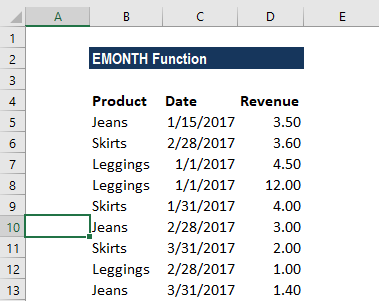 A B C D E
1
2 EMONTH Function
3
4 Product Date Revenue
5 Jeans 1/15/2017 3.50
6 Skirts 2/28/2017 3.60
7 Leggings 1/1/2017 4.50
8 Leggings 1/1/2017 12.00
9 Skirts 1/31/2017 4.00
10 Jeans 2/28/2017 3.00
11 Skirts 3/31/2017 2.00
12 Leggings 2/28/2017 1.00
13 Jeans 3/31/2017 1.40